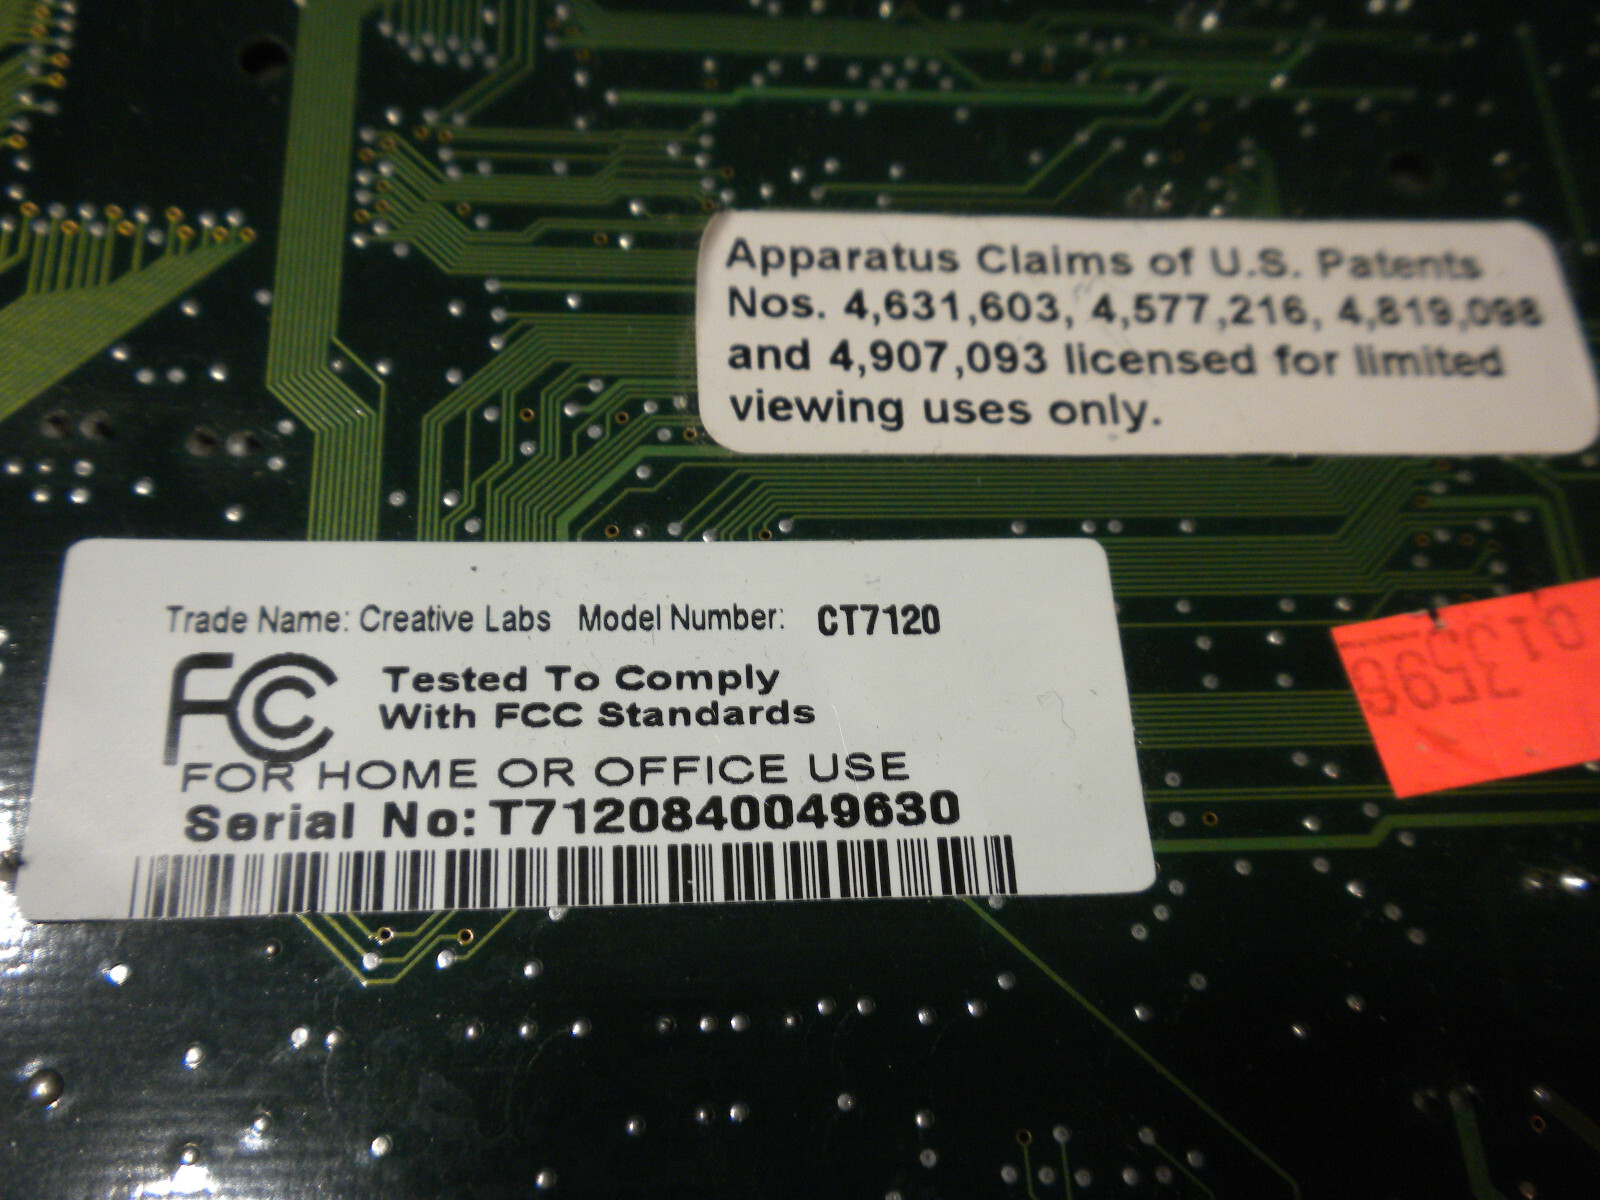 Apparatus Claims of U.S. Patents
Nos. 4,631,603, 4,577,216, 4,819,098
and 4,907,093 licensed for limited
viewing uses only.
Trade Name: Creative Labs Model Number: CT7120
FCC
Tested To Comply
With FCC Standards
FOR HOME OR OFFICE USE
Serial No: T7120840049630